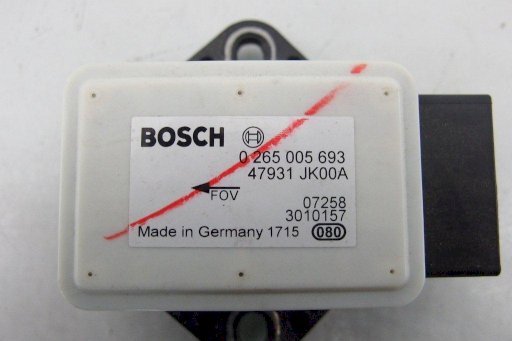 BOSCH
0 265 005 693
47931 JK00A
FOV
07258
3010157
Made in Germany 1715 080